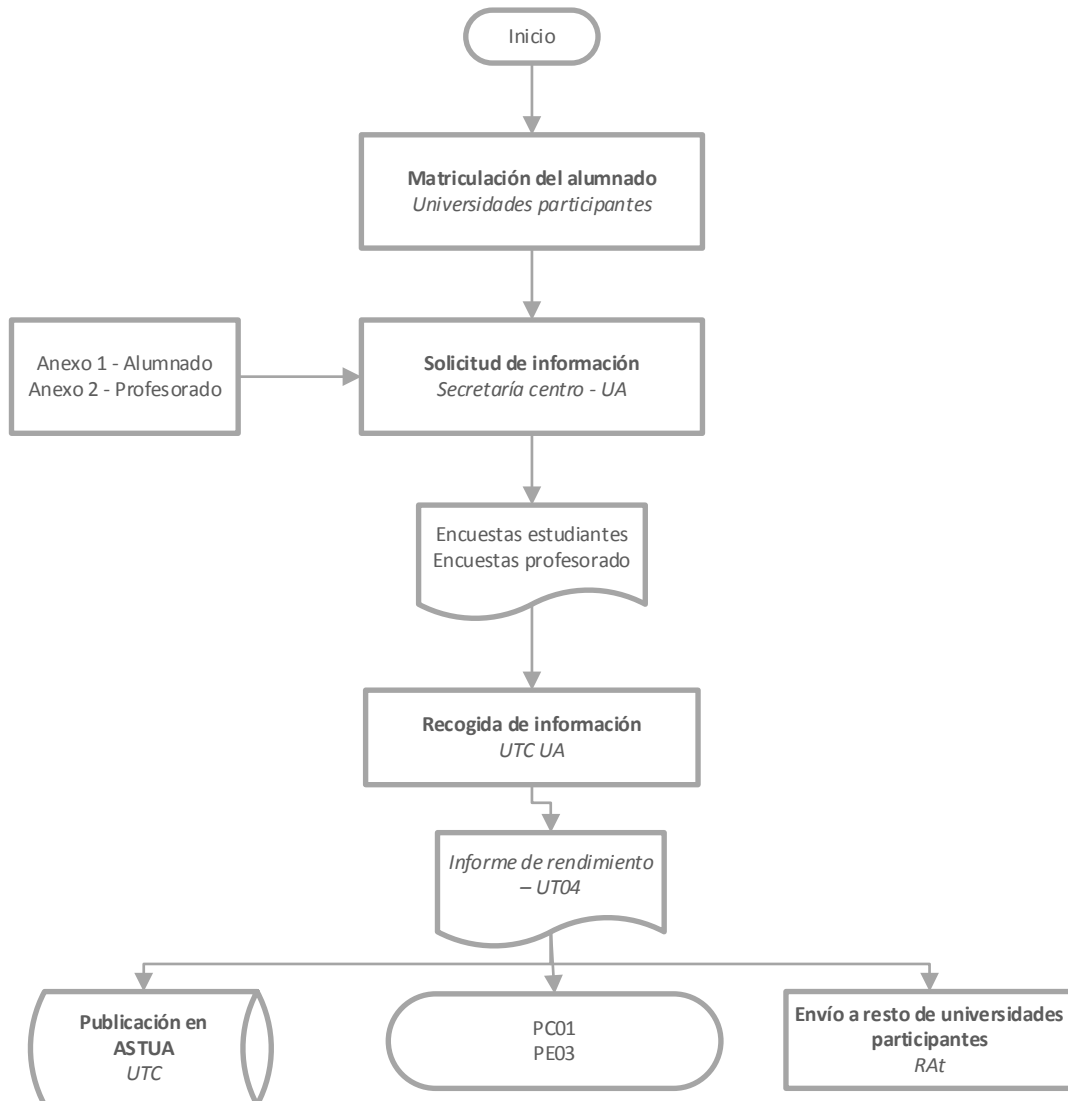 Inicio
Matriculación del alumnado
Universidades participantes
Anexo 1 - Alumnado
Anexo 2 - Profesorado
Solicitud de información
Secretaría centro - UA
Encuestas estudiantes
Encuestas profesorado
Recogida de información
UTC UA
Informe de rendimiento
– UT04
Publicación en
ASTUA
UTC
PC01
PE03
Envío a resto de universidades
participantes
RAt